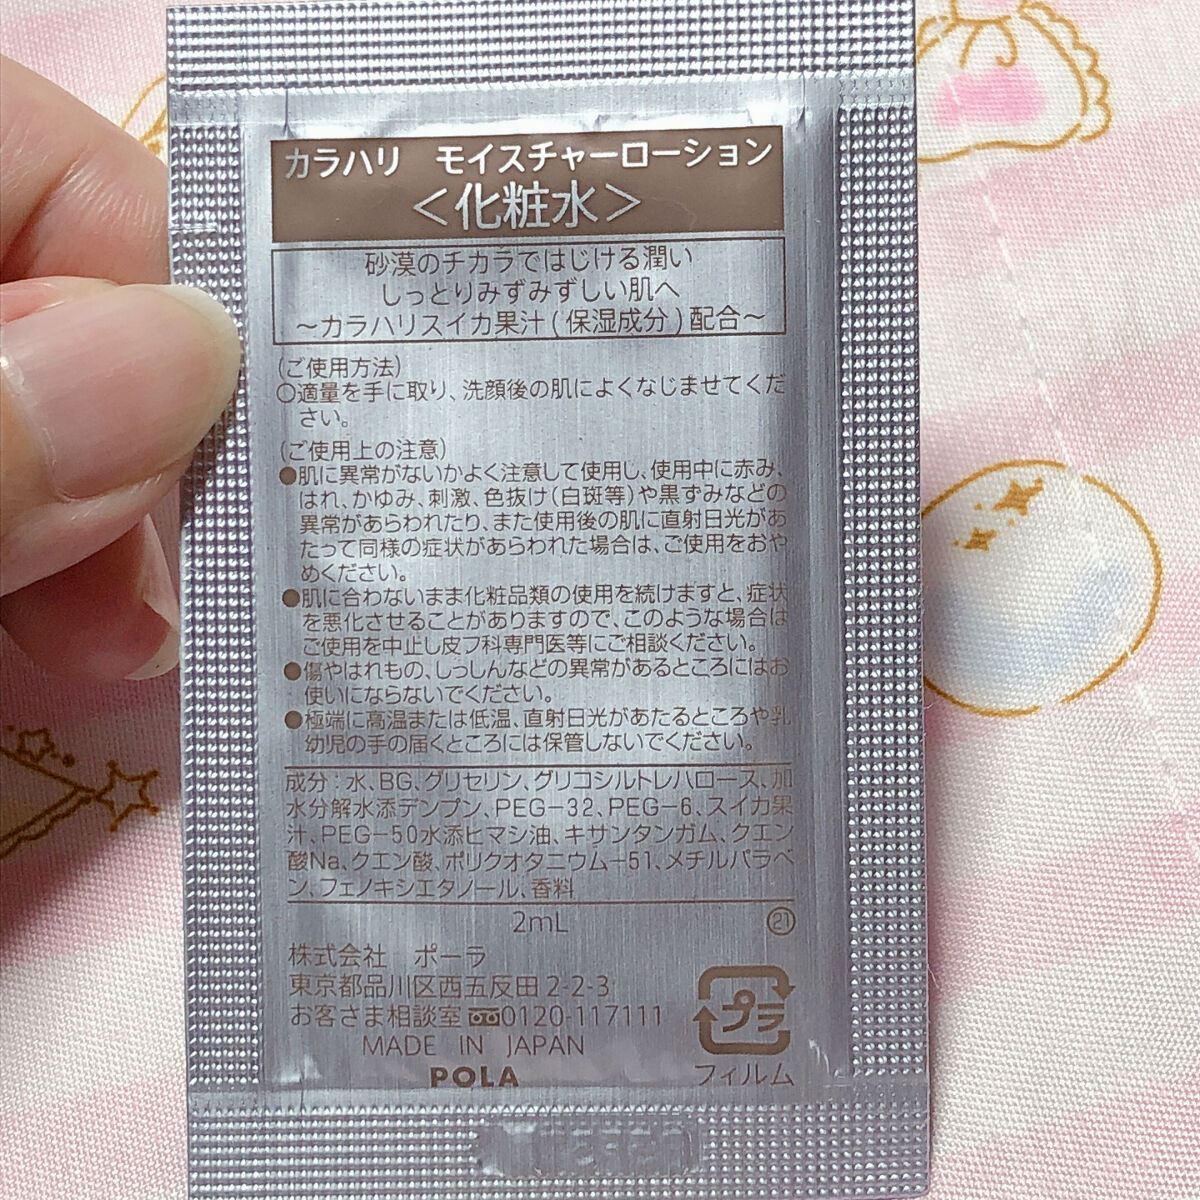 カラハリ　モイスチャーローション
＜化粧水＞
砂漠のチカラではじける潤い
しっとりみずみずしい肌へ
～カラハリスイカ果汁(保湿成分)配合～
(ご使用方法)
○適量を手に取り、洗顔後の肌によくなじませてくだ
さい。
(ご使用上の注意)
●肌に異常がないかよく注意して使用し、使用中に赤み、
はれ、かゆみ、刺激、色抜け(白斑等)や黒ずみなどの
異常があらわれたり、また使用後の肌に直射日光があ
たって同様の症状があらわれた場合は、ご使用をおや
めください。
●肌に合わないまま化粧品類の使用を続けますと、症状
を悪化させることがありますので、このような場合は
ご使用を中止し皮フ科専門医等にご相談ください。
●傷やはれもの、しっしんなどの異常があるところにはお
使いにならないでください。
●極端に高温または低温、直射日光があたるところや乳
幼児の手の届くところには保管しないでください。
成分:水、BG、グリセリン、グリコシルトレハロース、加
水分解水添デンプン、PEG-32、PEG-6、スイカ果
汁、PEG-50水添ヒマシ油、キサンタンガム、クエン
酸Na、クエン酸、ポリクオタニウム-51、メチルパラベ
ン、フェノキシエタノール、香料
2mL ㉑
株式会社　ポーラ
東京都品川区西五反田2-2-3
お客さま相談室 0120-117111
MADE IN JAPAN
POLA
プラ
フィルム